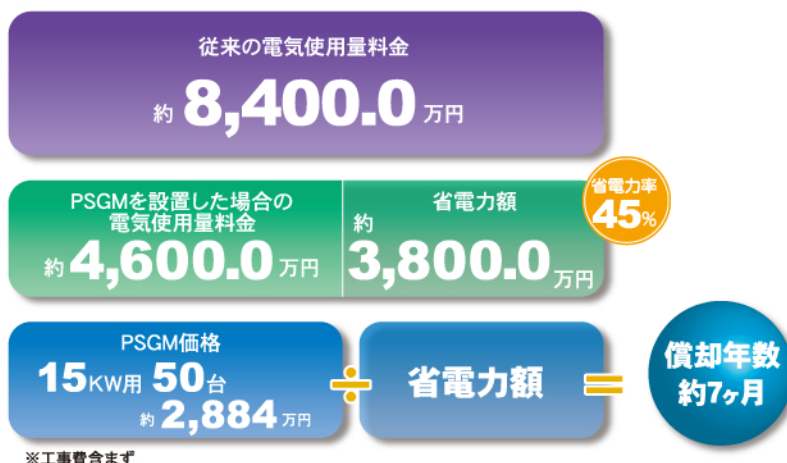 従来の電気使用量料金
約 8,400.0 万円
PSGMを設置した場合の
電気使用量料金
約 4,600.0 万円
省電力額
約
3,800.0 万円
省電力率
45%
PSGM価格
15KW用 50台
約 2,884 万円
÷
省電力額
=
償却年数
約7ヶ月
※工事費含まず